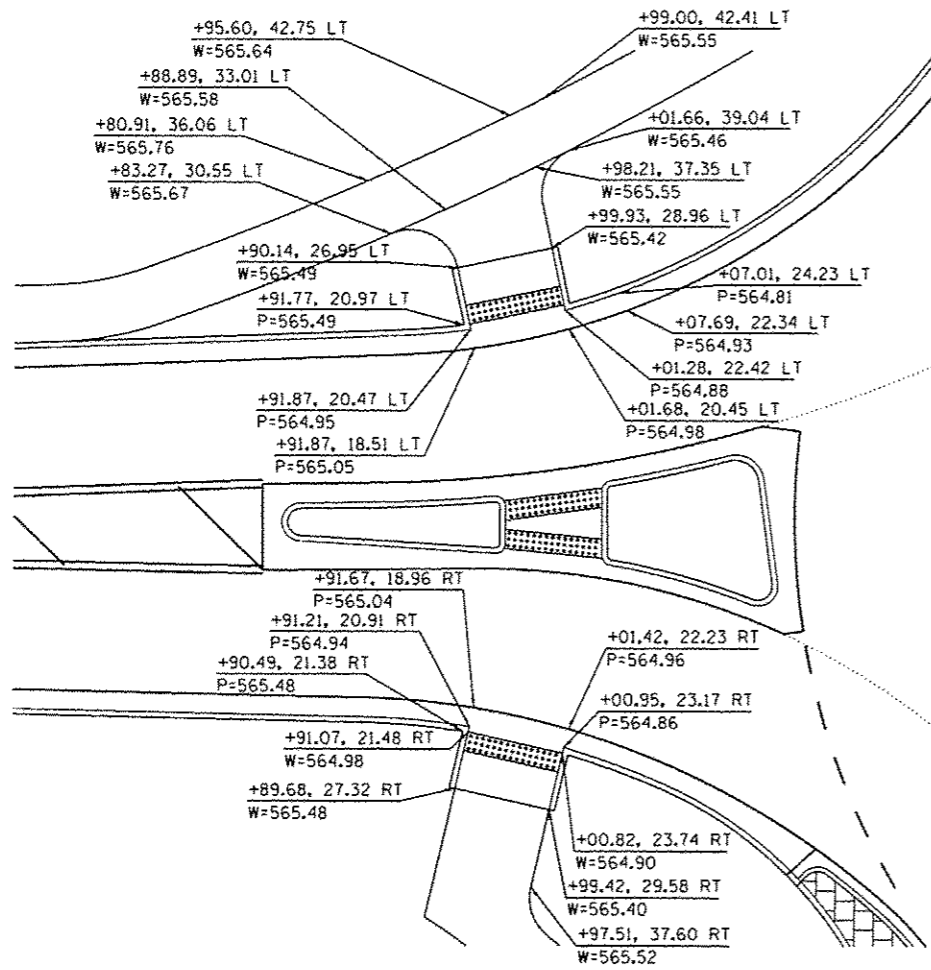 +99.00, 42.41 LT
W=565.55
+95.60, 42.75 LT
W=565.64
+88.89, 33.01 LT
W=565.58
+80.91, 36.06 LT
W=565.76
+83.27, 30.55 LT
W=565.67
+01.66, 39.04 LT
W=565.46
+98.21, 37.35 LT
W=565.55
+99.93, 28.96 LT
W=565.42
+90.14, 26.95 LT
W=565.49
+91.77, 20.97 LT
P=565.49
+07.01, 24.23 LT
P=564.81
+07.69, 22.34 LT
P=564.93
+01.28, 22.42 LT
P=564.88
+91.87, 20.47 LT
P=564.95
+01.68, 20.45 LT
P=564.98
+91.87, 18.51 LT
P=565.05
+91.67, 18.96 RT
P=565.04
+91.21, 20.91 RT
P=564.94
+01.42, 22.23 RT
P=564.96
+90.49, 21.38 RT
P=565.48
+00.95, 23.17 RT
P=564.86
+91.07, 21.48 RT
W=564.98
+89.68, 27.32 RT
W=565.48
+00.82, 23.74 RT
W=564.90
+99.42, 29.58 RT
W=565.40
+97.51, 37.60 RT
W=565.52